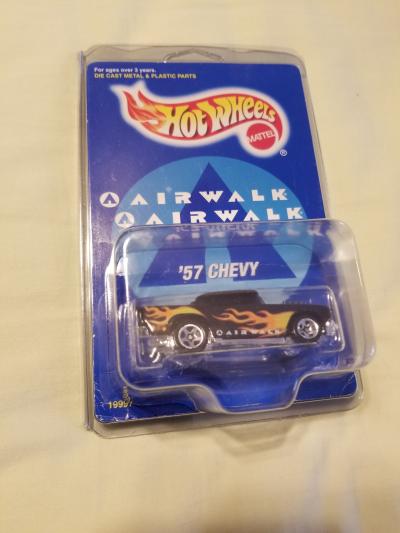 For ages over 3 years.
DIE CAST METAL & PLASTIC PARTS
HOT WHEELS
MATTEL
®
AIRWALK
AIRWALK
'57 CHEVY
AIRWALK